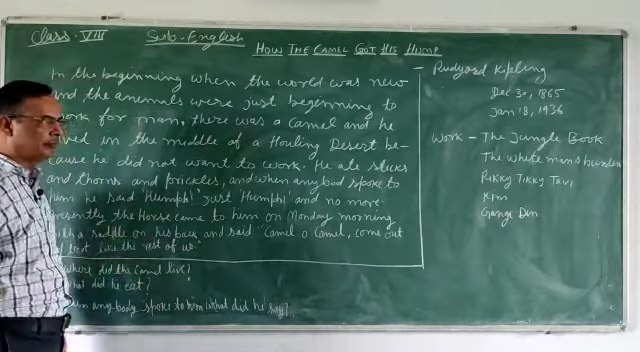 Class. VIII
Sub-English
HOW THE CAMEL GOT HIS HUMP
- Rudyard Kipling
Dec 30, 1865
Jan 18, 1936
Work - The Jungle Book
The white man's burden
Rikky Tikky Tavi
Kim
Ganga Din
In the beginning when the world was new
and the animals were just beginning to
work for man, there was a Camel and he
lived in the middle of a Howling Desert be-
cause he did not want to work. He ate sticks
and thorns and prickles, and when any bod spoke to
him he said 'Humph!' Just 'Humph!' and no more.
Presently the Horse came to him on Monday morning
with a saddle on his back and said "Camel O Camel, come out
trot like the rest of us."
Where did the Camel live?
What did he eat?
any body spoke to him what did he say?